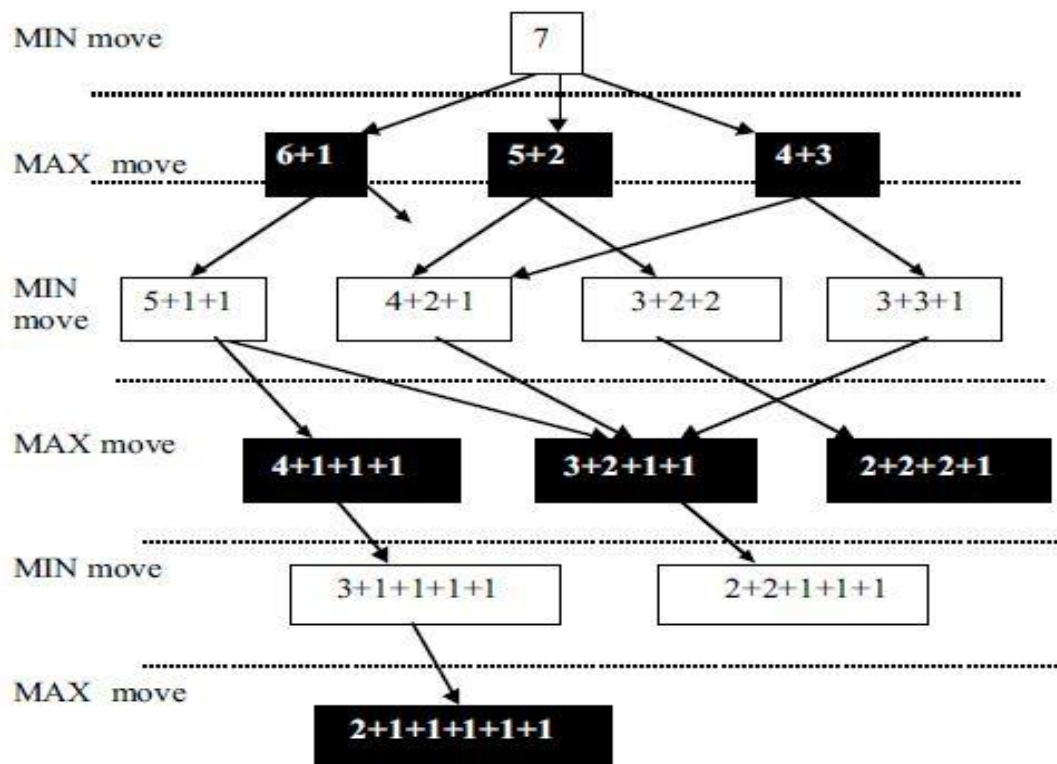 MIN move
7
MAX move
6+1
5+2
4+3
MIN
move
5+1+1
4+2+1
3+2+2
3+3+1
MAX move
4+1+1+1
3+2+1+1
2+2+2+1
MIN move
3+1+1+1+1
2+2+1+1+1
MAX move
2+1+1+1+1+1